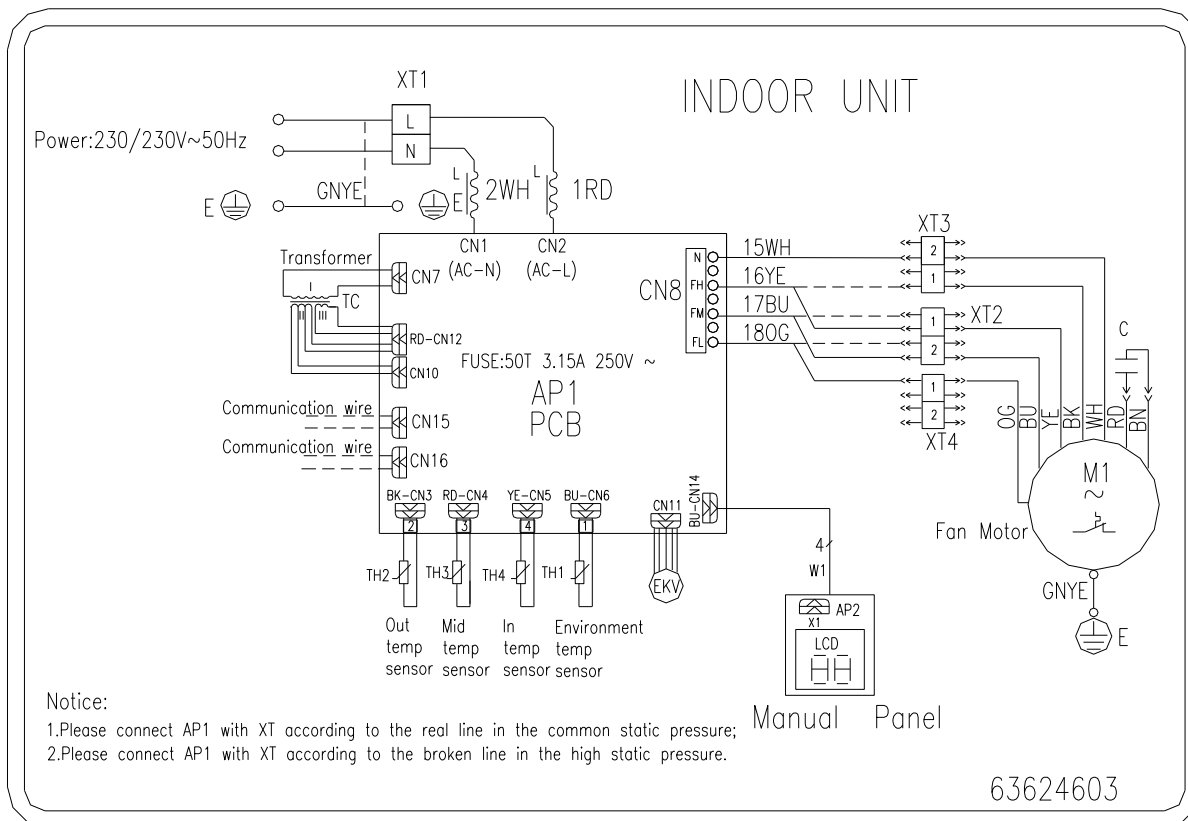 INDOOR UNIT
XT1
L
N
Power:230/230V~50Hz
GNYE
E
L
E
2WH
L
1RD
CN1
(AC-N)
CN2
(AC-L)
Transformer
I
II
III
TC
CN7
RD-CN12
CN10
Communication wire
CN15
Communication wire
CN16
FUSE:50T 3.15A 250V ~
AP1
PCB
CN8
N
FH
FM
FL
15WH
16YE
17BU
18OG
XT3
2
1
XT2
1
2
1
2
XT4
C
OG
BU
YE
BK
WH
RD
BN
M1
~
Fan Motor
GNYE
E
BK-CN3
RD-CN4
YE-CN5
BU-CN6
2
3
4
1
CN11
BU-CN14
TH2
TH3
TH4
TH1
EKV
4
W1
Out
temp
sensor
Mid
temp
sensor
In
temp
sensor
Environment
temp
sensor
AP2
X1
LCD
Manual Panel
Notice:
1.Please connect AP1 with XT according to the real line in the common static pressure;
2.Please connect AP1 with XT according to the broken line in the high static pressure.
63624603